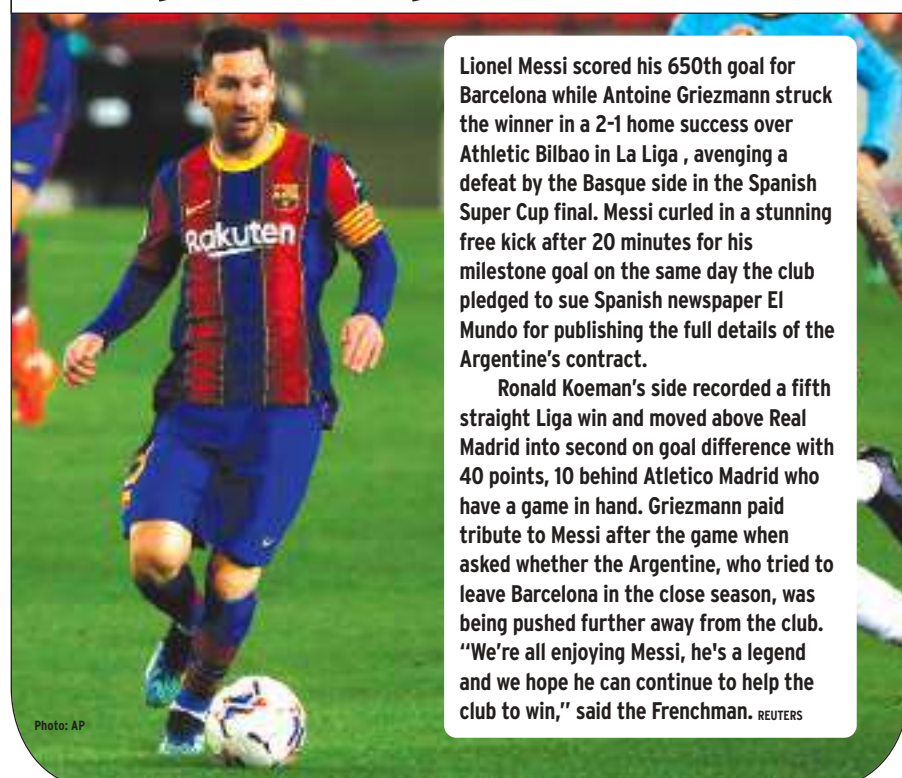 Rakuten
Photo: AP
Lionel Messi scored his 650th goal for
Barcelona while Antoine Griezmann struck
the winner in a 2-1 home success over
Athletic Bilbao in La Liga , avenging a
defeat by the Basque side in the Spanish
Super Cup final. Messi curled in a stunning
free kick after 20 minutes for his
milestone goal on the same day the club
pledged to sue Spanish newspaper El
Mundo for publishing the full details of the
Argentine’s contract.
Ronald Koeman’s side recorded a fifth
straight Liga win and moved above Real
Madrid into second on goal difference with
40 points, 10 behind Atletico Madrid who
have a game in hand. Griezmann paid
tribute to Messi after the game when
asked whether the Argentine, who tried to
leave Barcelona in the close season, was
being pushed further away from the club.
“We’re all enjoying Messi, he's a legend
and we hope he can continue to help the
club to win,” said the Frenchman. REUTERS